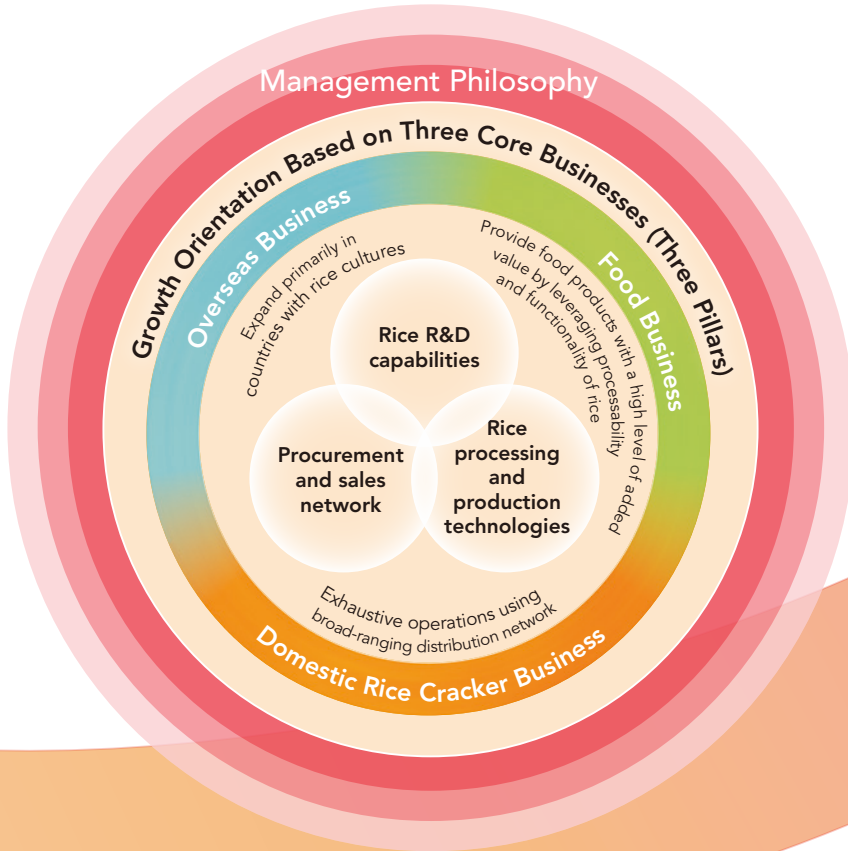 Management Philosophy
Growth Orientation Based on Three Core Businesses (Three Pillars)
Overseas Business
Expand primarily in
countries with rice cultures
Food Business
Provide food products with a high level of added
value by leveraging processability
and functionality of rice
Rice R&D
capabilities
Procurement
and sales
network
Rice
processing
and
production
technologies
Exhaustive operations using
broad-ranging distribution network
Domestic Rice Cracker Business